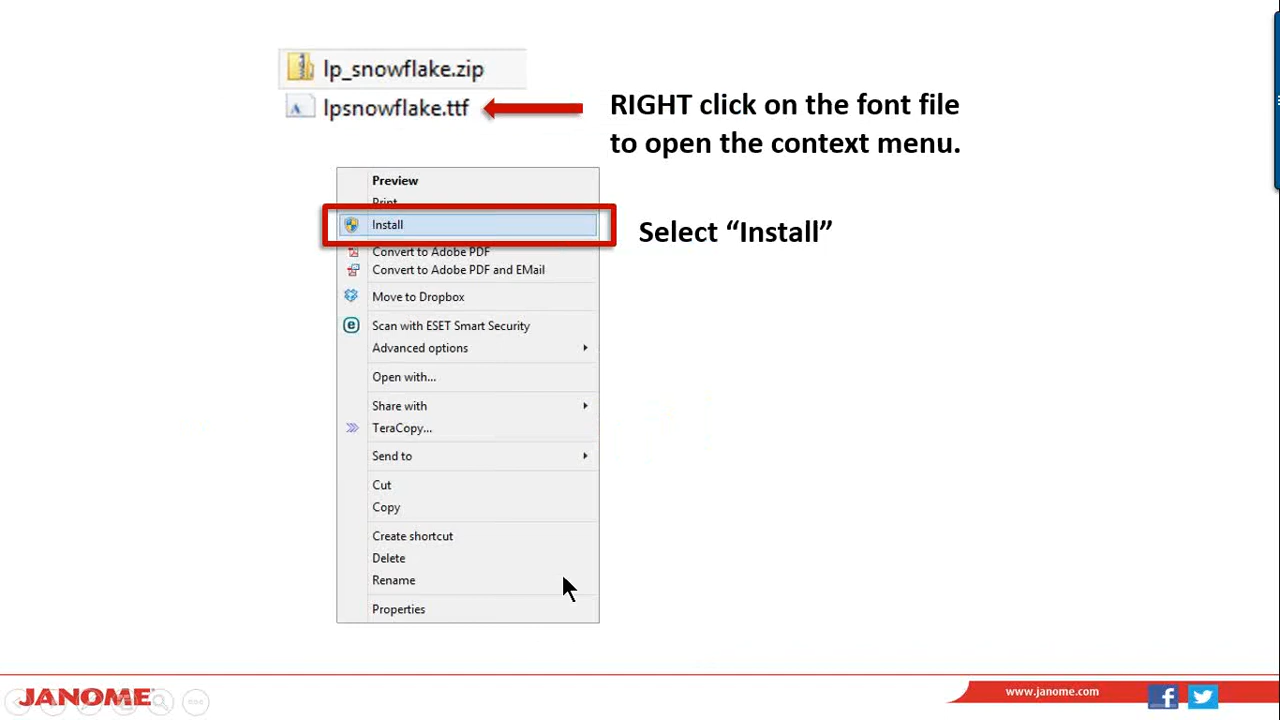 lp_snowflake.zip
lpsnowflake.ttf
RIGHT click on the font file
to open the context menu.
Preview
Print
Install
Select “Install”
Convert to Adobe PDF
Convert to Adobe PDF and EMail
Move to Dropbox
Scan with ESET Smart Security
Advanced options
Open with...
Share with
TeraCopy...
Send to
Cut
Copy
Create shortcut
Delete
Rename
Properties
JANOME
www.janome.com